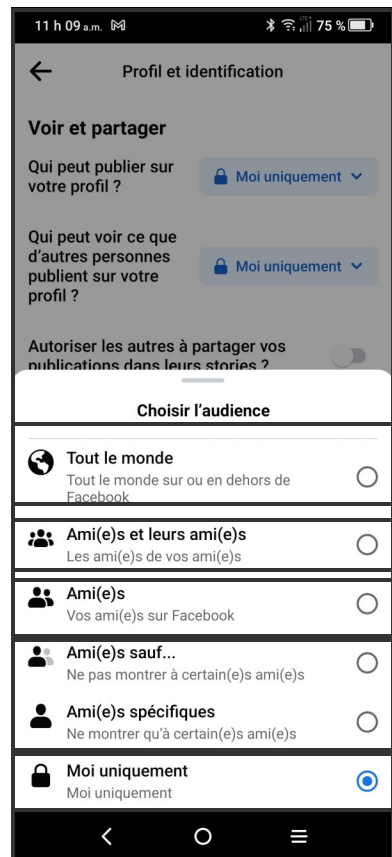 11 h 09 a.m. 75 %
Profil et identification
Voir et partager
Qui peut publier sur
votre profil ?
Moi uniquement
Qui peut voir ce que
d'autres personnes
publient sur votre
profil ?
Moi uniquement
Autoriser les autres à partager vos
publications dans leurs stories ?
Choisir l'audience
Tout le monde
Tout le monde sur ou en dehors de
Facebook
Ami(e)s et leurs ami(e)s
Les ami(e)s de vos ami(e)s
Ami(e)s
Vos ami(e)s sur Facebook
Ami(e)s sauf...
Ne pas montrer à certain(e)s ami(e)s
Ami(e)s spécifiques
Ne montrer qu'à certain(e)s ami(e)s
Moi uniquement
Moi uniquement